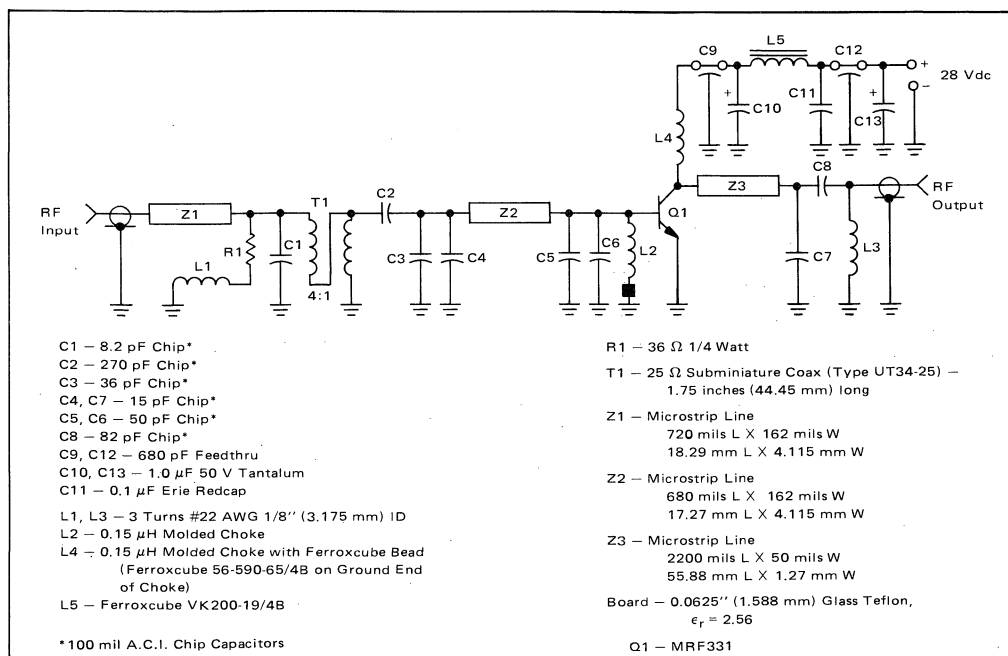 C9
L5
C12
+
28 Vdc
-
+
C10
C11
+
C13
L4
C8
RF
Input
Z1
T1
C2
Z2
Q1
Z3
RF
Output
R1
C1
L1
4:1
C3
C4
C5
C6
L2
C7
L3
C1 – 8.2 pF Chip*
C2 – 270 pF Chip*
C3 – 36 pF Chip*
C4, C7 – 15 pF Chip*
C5, C6 – 50 pF Chip*
C8 – 82 pF Chip*
C9, C12 – 680 pF Feedthru
C10, C13 – 1.0 μF 50 V Tantalum
C11 – 0.1 μF Erie Redcap
L1, L3 – 3 Turns #22 AWG 1/8'' (3.175 mm) ID
L2 – 0.15 μH Molded Choke
L4 – 0.15 μH Molded Choke with Ferroxcube Bead
(Ferroxcube 56-590-65/4B on Ground End
of Choke)
L5 – Ferroxcube VK200-19/4B
*100 mil A.C.I. Chip Capacitors
R1 – 36 Ω 1/4 Watt
T1 – 25 Ω Subminiature Coax (Type UT34-25) –
1.75 inches (44.45 mm) long
Z1 – Microstrip Line
720 mils L X 162 mils W
18.29 mm L X 4.115 mm W
Z2 – Microstrip Line
680 mils L X 162 mils W
17.27 mm L X 4.115 mm W
Z3 – Microstrip Line
2200 mils L X 50 mils W
55.88 mm L X 1.27 mm W
Board – 0.0625'' (1.588 mm) Glass Teflon,
εr = 2.56
Q1 – MRF331